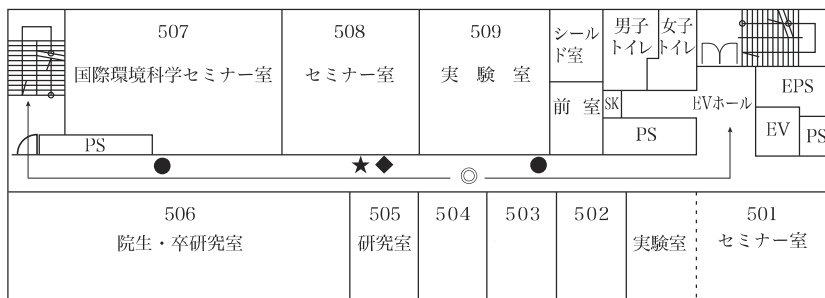 507
国際環境科学セミナー室
508
セミナー室
509
実 験 室
シール
ド室
前 室
男子
トイレ
女子
トイレ
SK
PS
EVホール
EPS
EV
PS
PS
506
院生・卒研究室
505
研究室
504
503
502
実験室
501
セミナー室